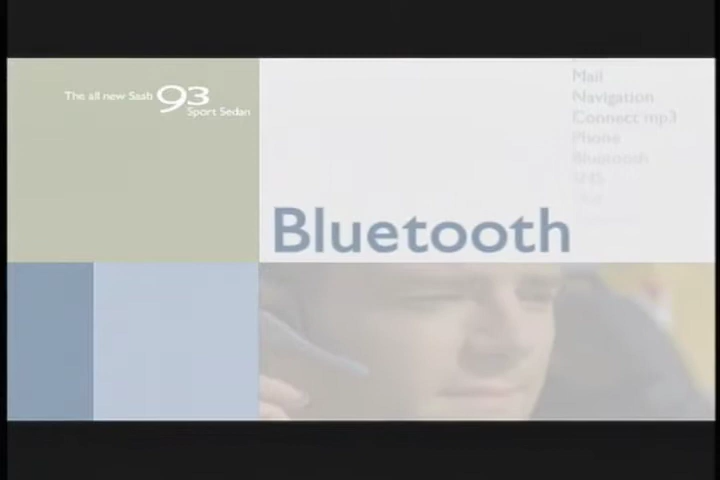 The all new Saab 93
Sport Sedan
Mail
Navigation
Connect mp3
Phone
Bluetooth
SMS
Bluetooth